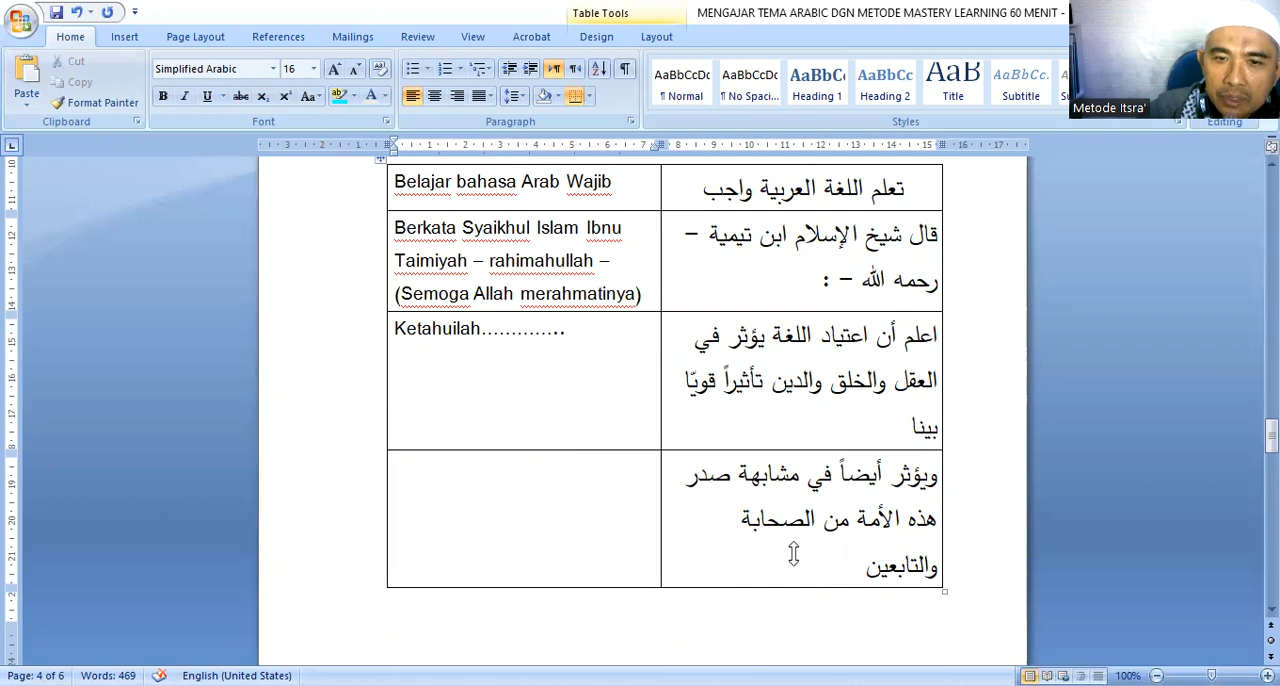 Table Tools
MENGAJAR TEMA ARABIC DGN METODE MASTERY LEARNING 60 MENIT -
Home Insert Page Layout References Mailings Review View Acrobat Design Layout
Cut
Copy
Format Painter
Paste
Clipboard
Simplified Arabic 16
Font
Paragraph
AaBbCcDc AaBbCcDc AaBbC AaBbCc AaB AaBbCc.
¶ Normal ¶ No Spaci... Heading 1 Heading 2 Title Subtitle
Styles
Editing
Metode Itsra'
Belajar bahasa Arab Wajib
تعلم اللغة العربية واجب
Berkata Syaikhul Islam Ibnu
Taimiyah – rahimahullah –
(Semoga Allah merahmatinya)
قال شيخ الإسلام ابن تيمية –
رحمه الله – :
Ketahuilah…………..
اعلم أن اعتياد اللغة يؤثر في
العقل والخلق والدين تأثيراً قويّا
بينا
ويؤثر أيضاً في مشابهة صدر
هذه الأمة من الصحابة
والتابعين
Page: 4 of 6 Words: 469 English (United States) 100%